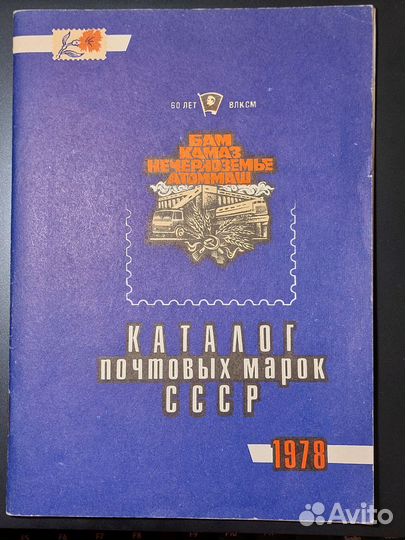 60 ЛЕТ ВЛКСМ
БАМ
КАМАЗ
НЕЧЕРНОЗЕМЬЕ
АТОММАШ
КАТАЛОГ
ПОЧТОВЫХ МАРОК
СССР
1978
Avito